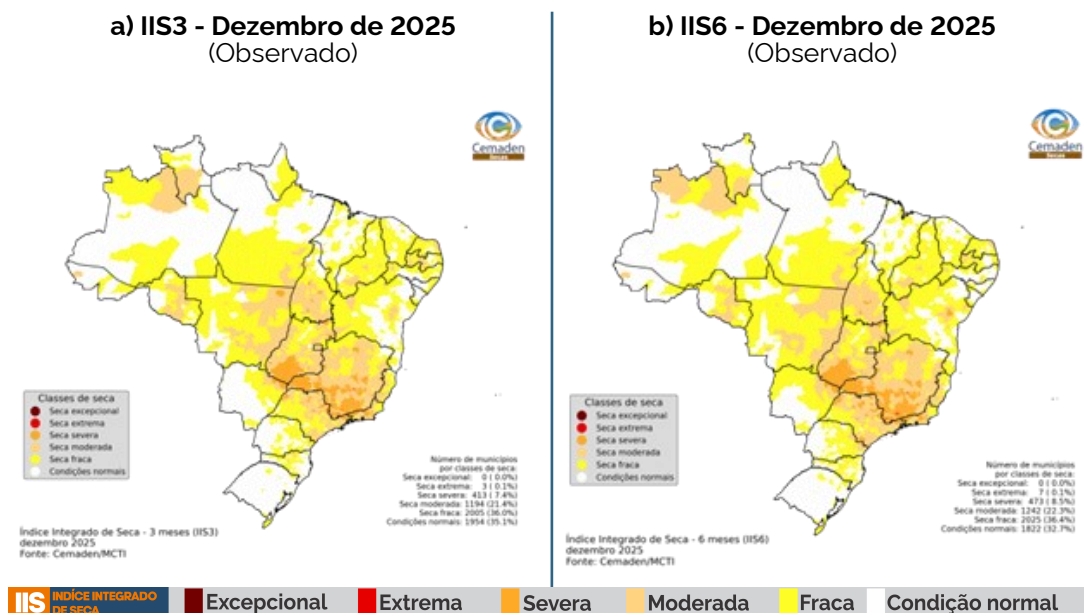 a) IIS3 - Dezembro de 2025
(Observado)
Cemaden
Secas
Classes de seca
Seca excepcional
Seca extrema
Seca severa
Seca moderada
Seca fraca
Condições normais
Número de municípios
por classes de seca:
Seca excepcional: 0 ( 0.0%)
Seca extrema: 3 ( 0.1%)
Seca severa: 413 ( 7.4%)
Seca moderada: 1194 (21.4%)
Seca fraca: 2005 (36.0%)
Condições normais: 1954 (35.1%)
Índice Integrado de Seca - 3 meses (IIS3)
dezembro 2025
Fonte: Cemaden/MCTI
b) IIS6 - Dezembro de 2025
(Observado)
Cemaden
Secas
Classes de seca
Seca excepcional
Seca extrema
Seca severa
Seca moderada
Seca fraca
Condições normais
Número de municípios
por classes de seca:
Seca excepcional: 0 ( 0.0%)
Seca extrema: 7 ( 0.1%)
Seca severa: 473 ( 8.5%)
Seca moderada: 1242 (22.3%)
Seca fraca: 2025 (36.4%)
Condições normais: 1822 (32.7%)
Índice Integrado de Seca - 6 meses (IIS6)
dezembro 2025
Fonte: Cemaden/MCTI
IIS INDÍCE INTEGRADO
DE SECA
Excepcional Extrema Severa Moderada Fraca Condição normal